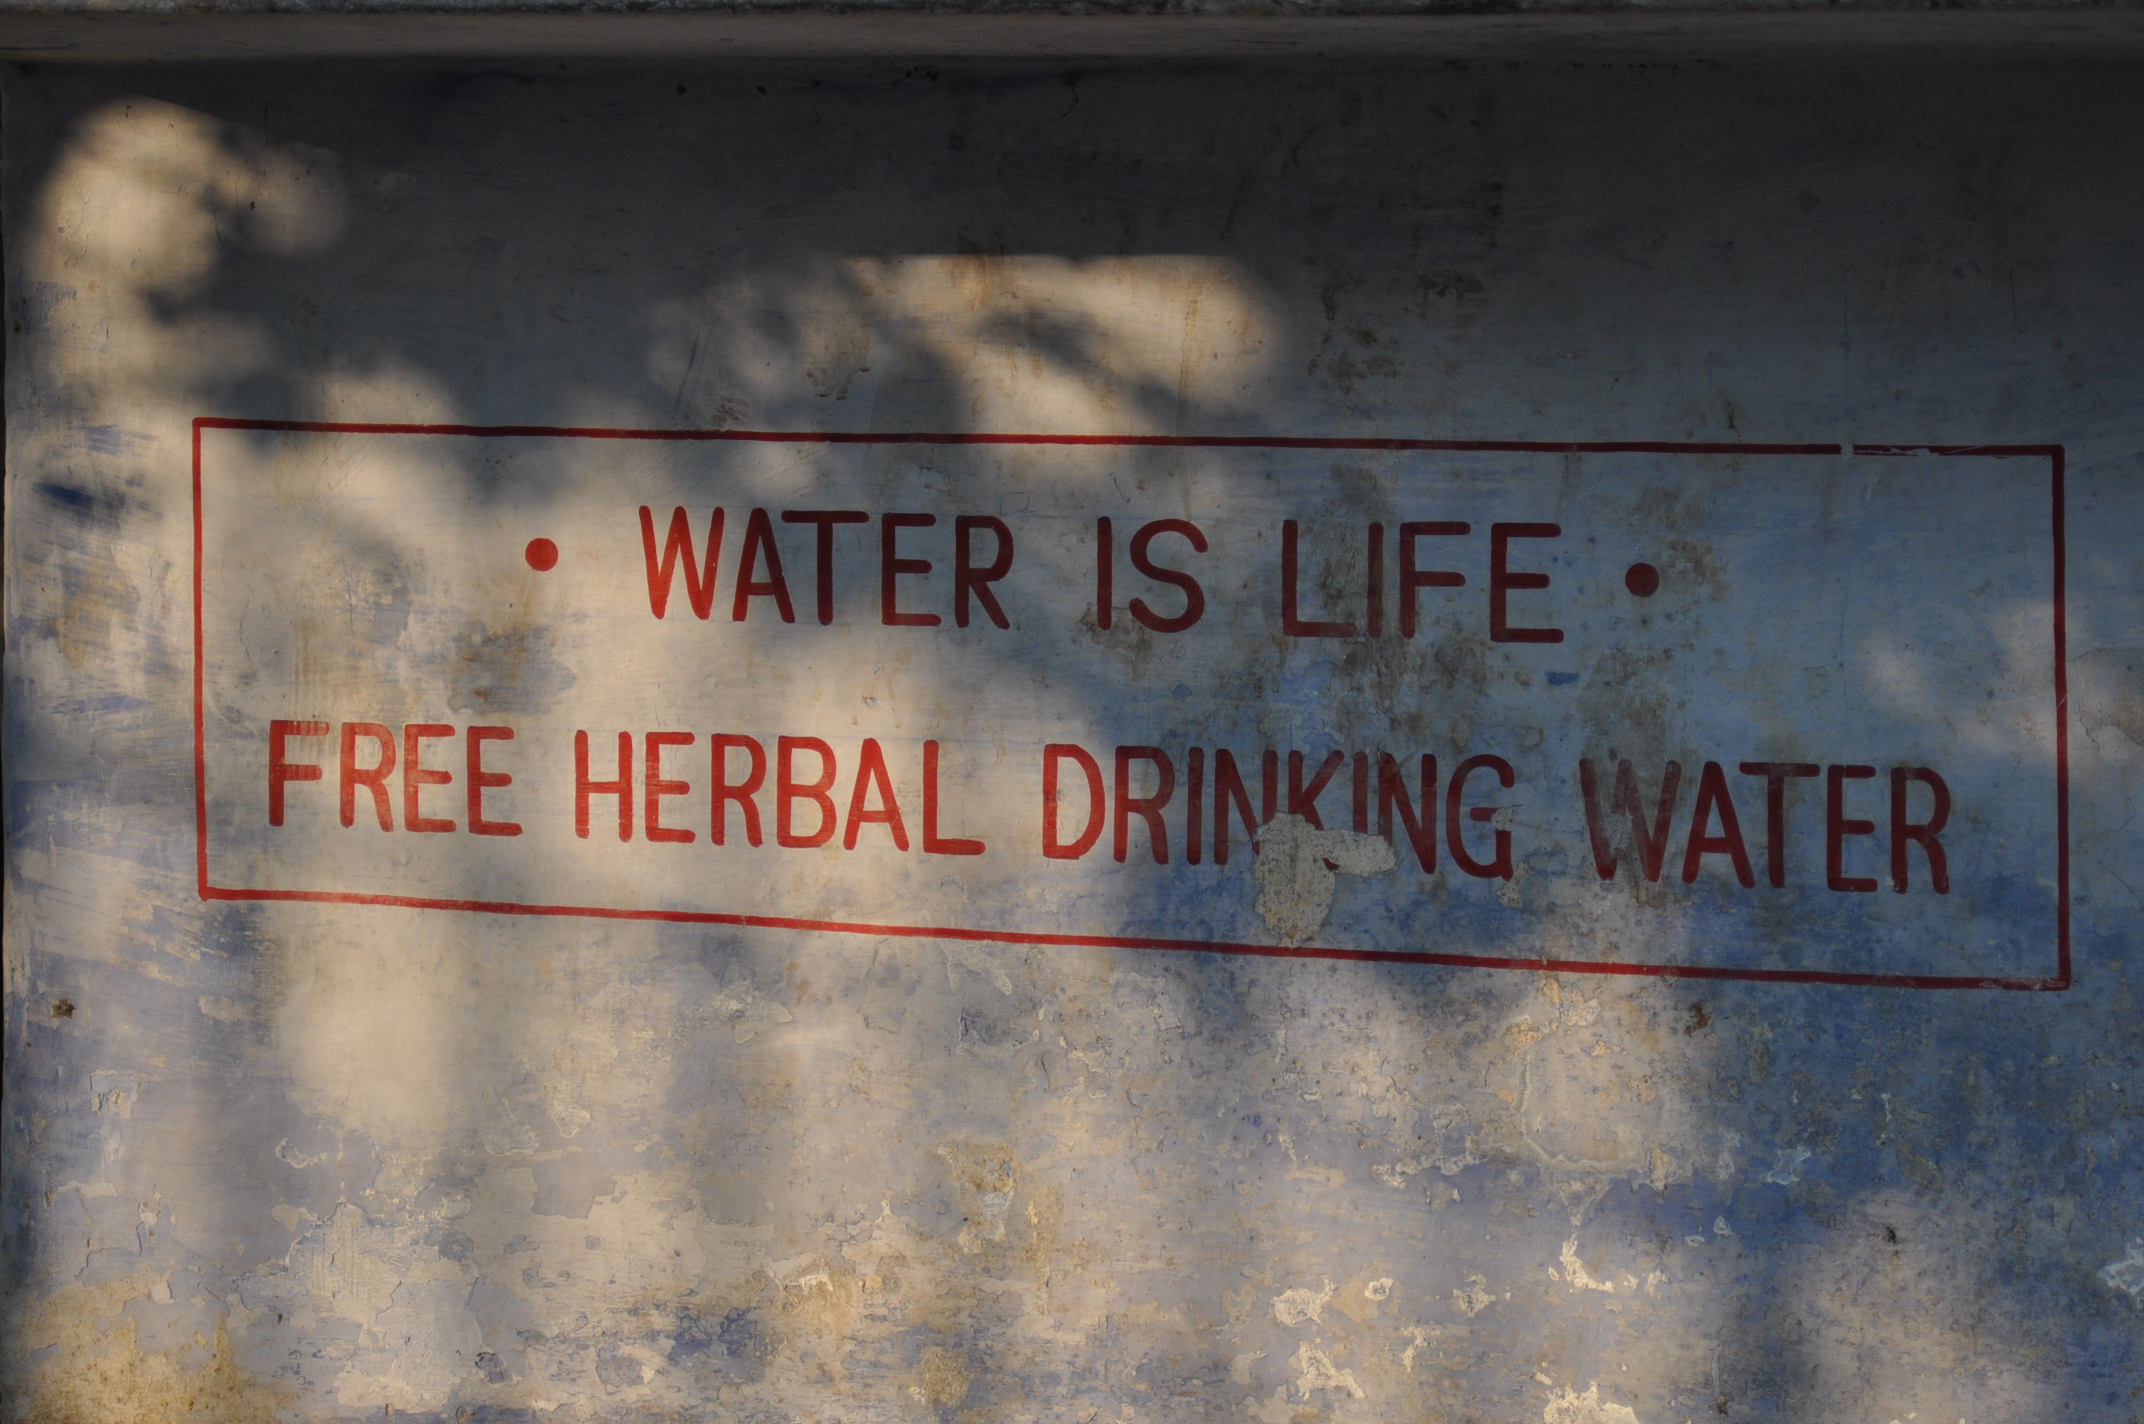 • WATER IS LIFE •
FREE HERBAL DRINKING WATER